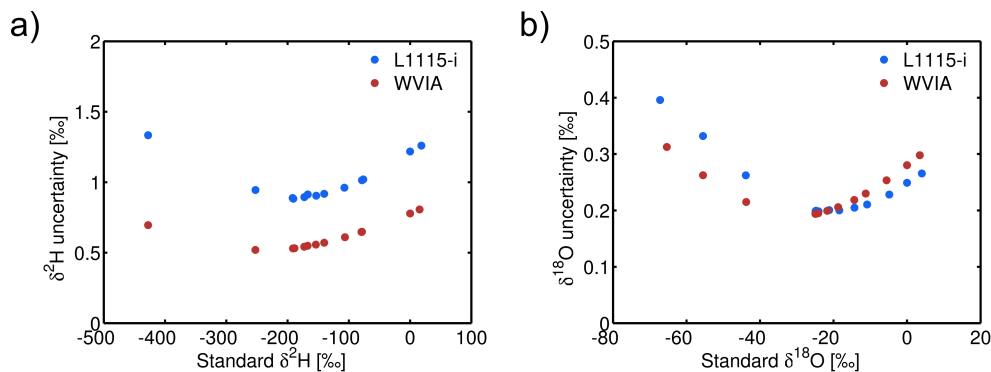 a)
2
1.5
1
0.5
0
δ²H uncertainty [‰]
-500 -400 -300 -200 -100 0 100
Standard δ²H [‰]
L1115-i
WVIA
b)
0.5
0.4
0.3
0.2
0.1
0
δ¹⁸O uncertainty [‰]
-80 -60 -40 -20 0 20
Standard δ¹⁸O [‰]
L1115-i
WVIA